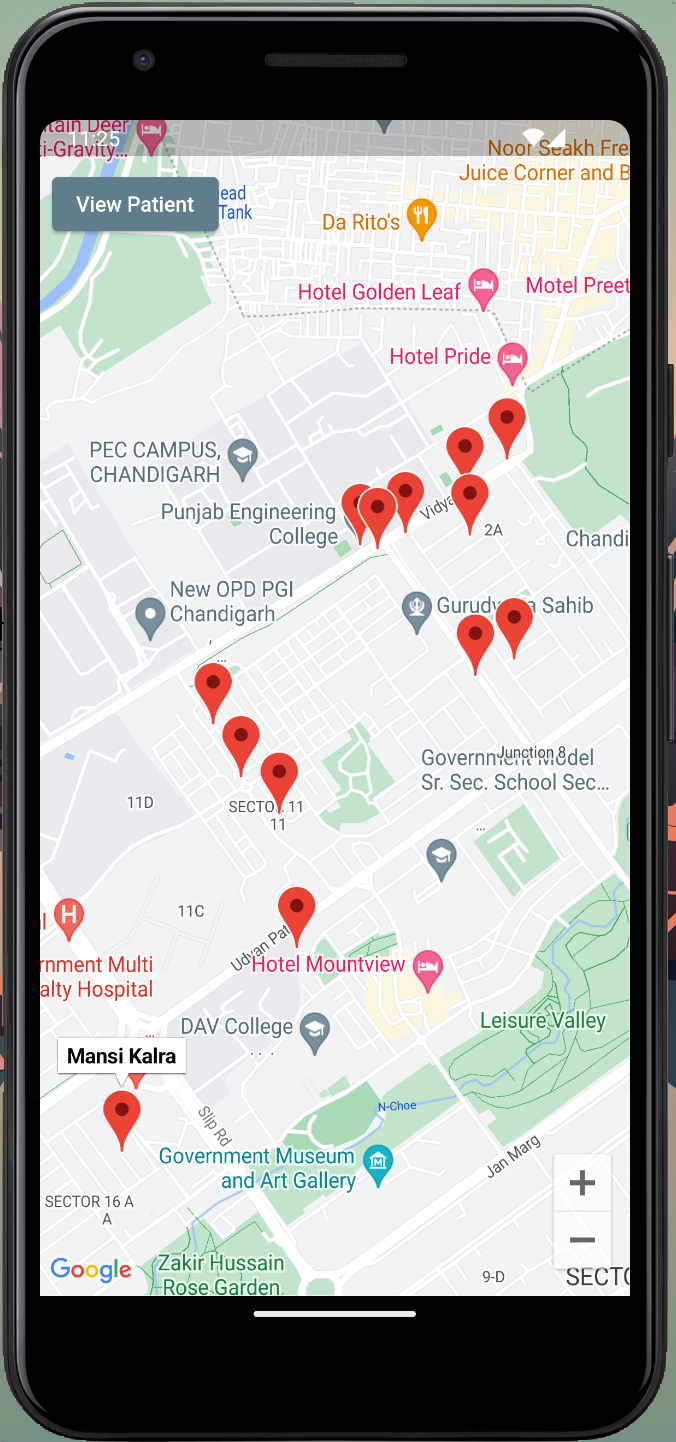 tain Deer
ti-Gravity...
11:25
Noor Seakh Fre
Juice Corner and B
View Patient
ead
Tank
Da Rito's
Hotel Golden Leaf
Motel Preet
Hotel Pride
PEC CAMPUS,
CHANDIGARH
Punjab Engineering
College
Vidya
2A
Chandi
New OPD PGI
Chandigarh
,
...
Gurudw a Sahib
Junction 8
Government Model
Sr. Sec. School Sec...
11D
SECTO 11
11
...
11C
Udyan Pat
al
H
rnment Multi
alty Hospital
Hotel Mountview
DAV College
...
Leisure Valley
...
Mansi Kalra
N-Choe
Slip Rd
Government Museum
and Art Gallery
Jan Marg
SECTOR 16 A
A
+
−
Google
Zakir Hussain
Rose Garden
9-D
SECTO